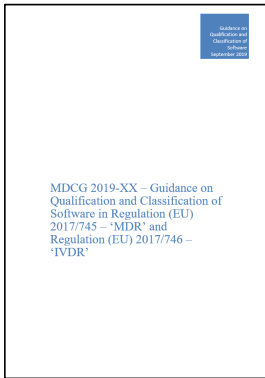 Guidance on
Qualification and
Classification of
Software
September 2019
MDCG 2019-XX – Guidance on
Qualification and Classification of
Software in Regulation (EU)
2017/745 – ‘MDR’ and
Regulation (EU) 2017/746 –
‘IVDR’